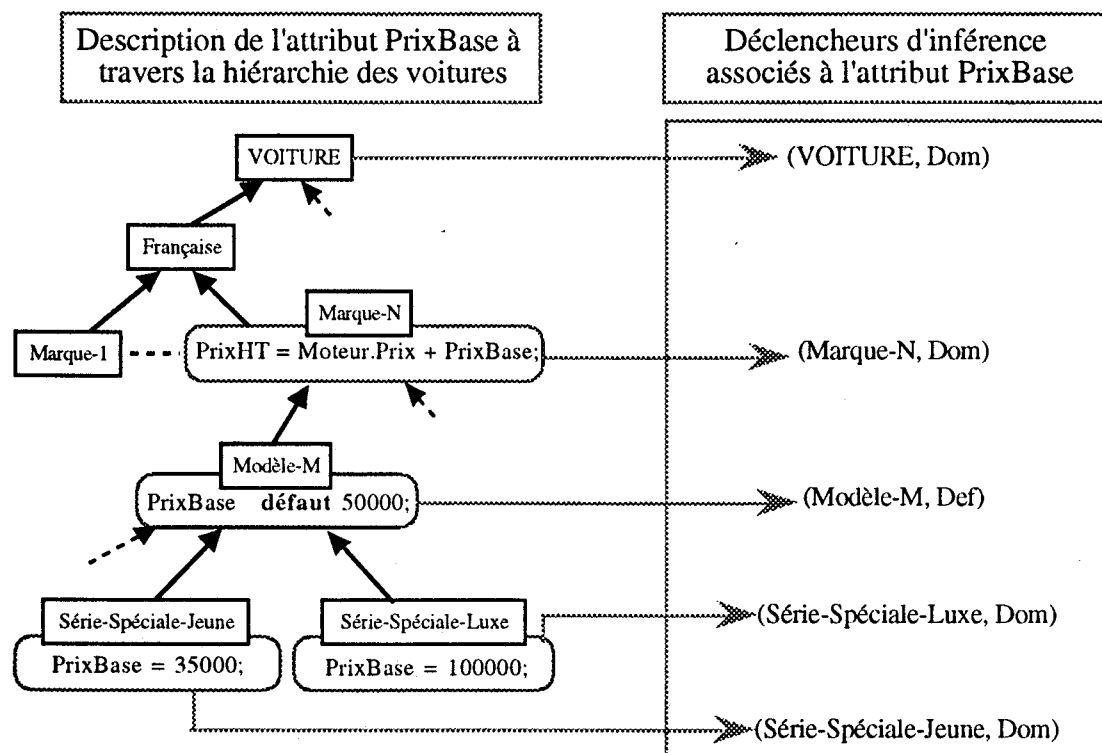 Description de l'attribut PrixBase à
travers la hiérarchie des voitures
Déclencheurs d'inférence
associés à l'attribut PrixBase
VOITURE
(VOITURE, Dom)
Française
Marque-N
Marque-1
PrixHT = Moteur.Prix + PrixBase;
(Marque-N, Dom)
Modèle-M
PrixBase défaut 50000;
(Modèle-M, Def)
Série-Spéciale-Jeune
Série-Spéciale-Luxe
(Série-Spéciale-Luxe, Dom)
PrixBase = 35000;
PrixBase = 100000;
(Série-Spéciale-Jeune, Dom)